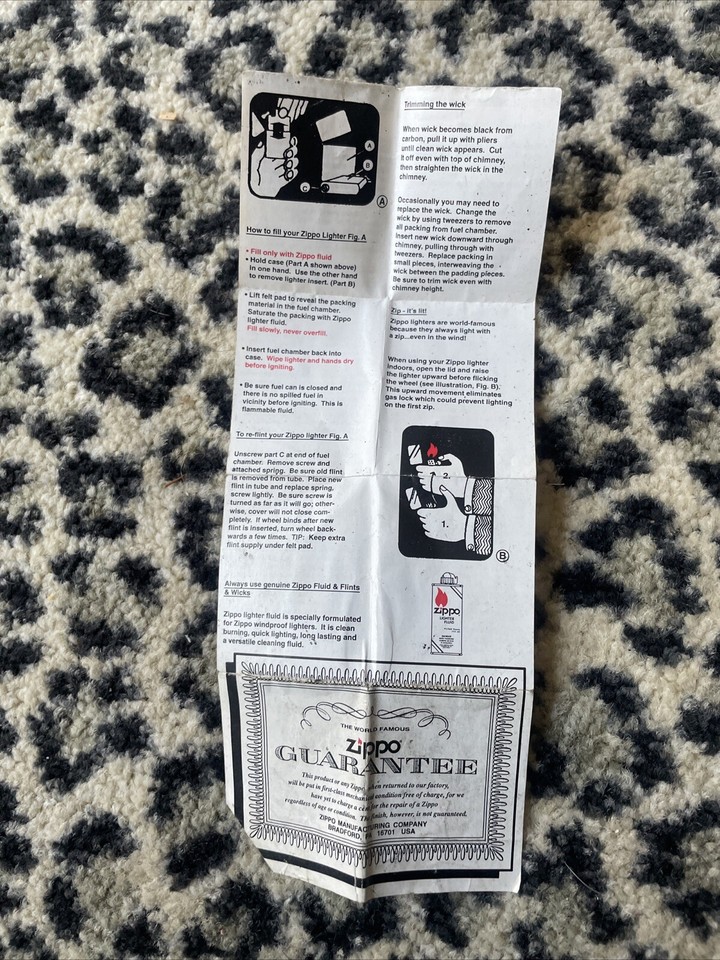 A
B
C
A
How to fill your Zippo Lighter Fig. A
• Fill only with Zippo fluid
• Hold case (Part A shown above)
in one hand. Use the other hand
to remove lighter insert. (Part B)
• Lift felt pad to reveal the packing
material in the fuel chamber.
Saturate the packing with Zippo
lighter fluid.
Fill slowly, never overfill.
• Insert fuel chamber back into
case. Wipe lighter and hands dry
before igniting.
• Be sure fuel can is closed and
there is no spilled fuel in
vicinity before igniting. This is
flammable fluid.
To re-flint your Zippo lighter Fig. A
Unscrew part C at end of fuel
chamber. Remove screw and
attached spring. Be sure old flint
is removed from tube. Place new
flint in tube and replace spring,
screw lightly. Be sure screw is
turned as far as it will go; other-
wise, cover will not close com-
pletely. If wheel binds after new
flint is inserted, turn wheel back-
wards a few times. TIP: Keep extra
flint supply under felt pad.
Always use genuine Zippo Fluid & Flints
& Wicks
Zippo lighter fluid is specially formulated
for Zippo windproof lighters. It is clean
burning, quick lighting, long lasting and
a versatile cleaning fluid.
Trimming the wick
When wick becomes black from
carbon, pull it up with pliers
until clean wick appears. Cut
it off even with top of chimney,
then straighten the wick in the
chimney.
Occasionally you may need to
replace the wick. Change the
wick by using tweezers to remove
all packing from fuel chamber.
Insert new wick downward through
chimney, pulling through with
tweezers. Replace packing in
small pieces, interweaving the
wick between the padding pieces.
Be sure to trim wick even with
chimney height.
Zip - it's lit!
Zippo lighters are world-famous
because they always light with
a zip...even in the wind!
When using your Zippo lighter
indoors, open the lid and raise
the lighter upward before flicking
the wheel (see illustration, Fig. B).
This upward movement eliminates
gas lock which could prevent lighting
on the first zip.
2.
1.
B
zippo
LIGHTER
FLUID
THE WORLD FAMOUS
Zippo
GUARANTEE
This product or any Zippo, when returned to our factory,
will be put in first-class mechanical condition free of charge, for we
have yet to charge a cent for the repair of a Zippo
regardless of age or condition. The finish, however, is not guaranteed.
ZIPPO MANUFACTURING COMPANY
BRADFORD, PA 16701 USA